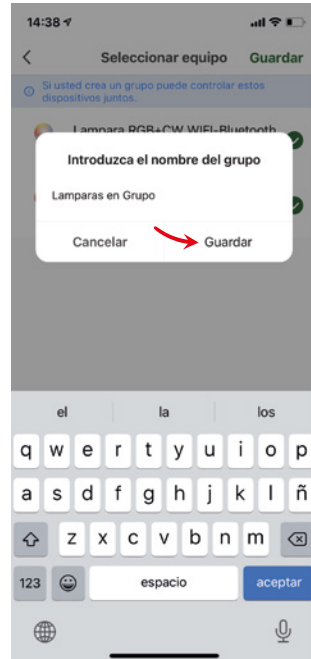 14:38
Seleccionar equipo Guardar
Si usted crea un grupo puede controlar estos
dispositivos juntos.
Lampara RGB+CW WIFI-Bluetooth
Introduzca el nombre del grupo
Lamparas en Grupo
Cancelar Guardar
el la los
q w e r t y u i o p
a s d f g h j k l ñ
z x c v b n m
123 espacio aceptar